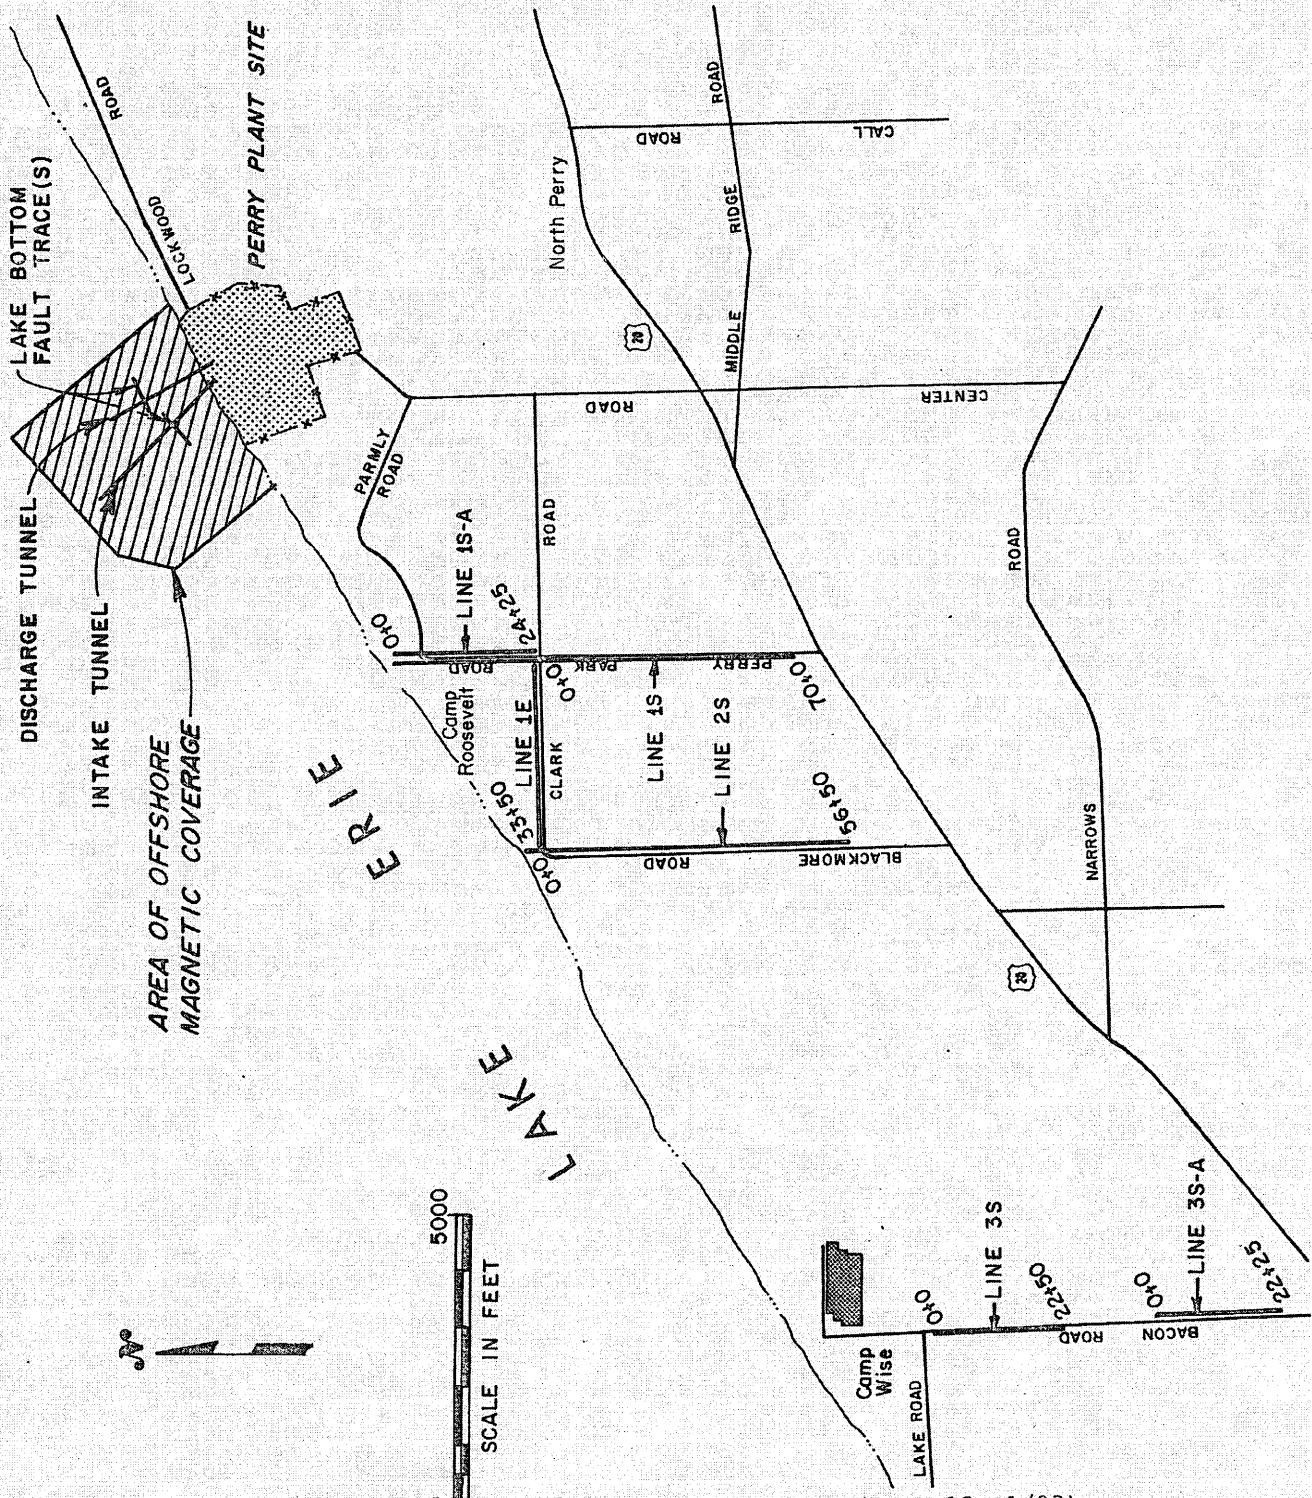 LAKE BOTTOM
FAULT TRACE(S)
DISCHARGE TUNNEL
INTAKE TUNNEL
AREA OF OFFSHORE
MAGNETIC COVERAGE
LOCKWOOD ROAD
PERRY PLANT SITE
PARMLY
ROAD
0+0
LINE 1S-A
24+25
ROAD
CLARK
ROAD
PERRY PARK ROAD
0+0
LINE 1S
70+0
Camp
Roosevelt
LINE 1E
33+50
0+0
LINE 2S
56+50
BLACKMORE ROAD
North Perry
20
MIDDLE RIDGE ROAD
CALL ROAD
CENTER ROAD
NARROWS ROAD
20
LAKE ERIE
N
5000
SCALE IN FEET
Camp
Wise
LAKE ROAD
0+0
LINE 3S
22+50
BACON ROAD
0+0
LINE 3S-A
22+25